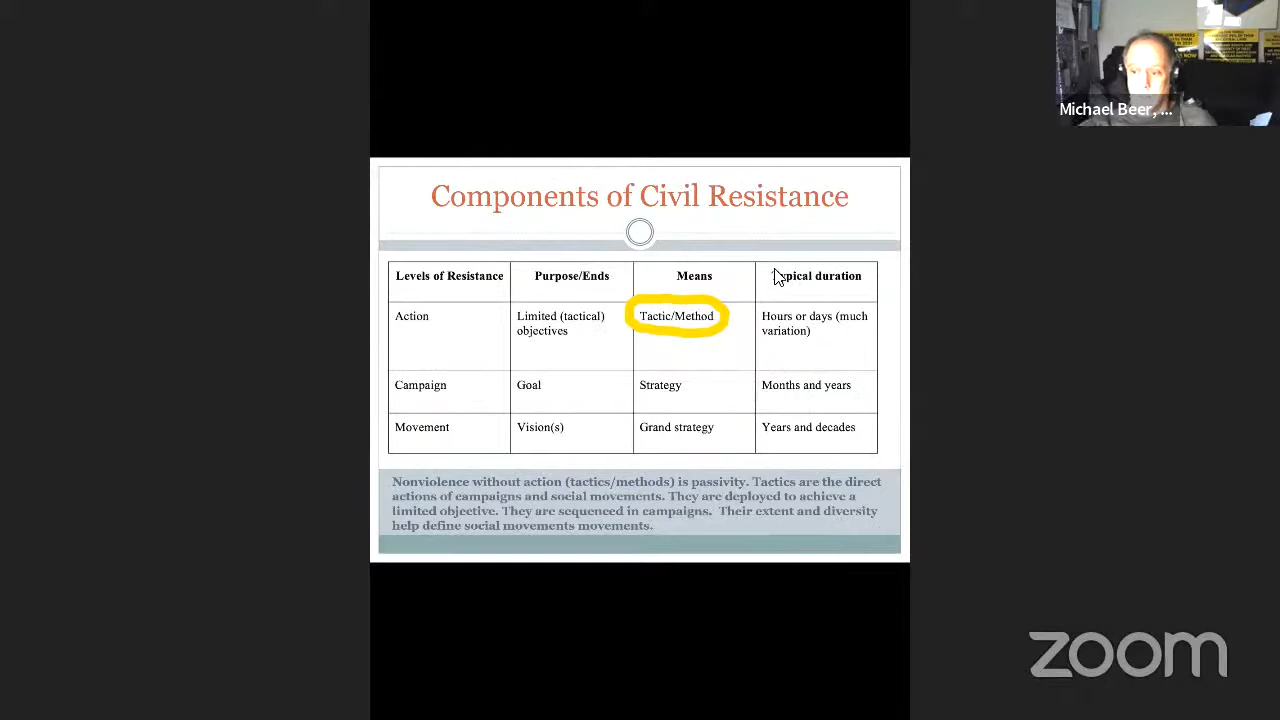 Michael Beer, ...
Components of Civil Resistance
Levels of Resistance
Purpose/Ends
Means
Typical duration
Action
Limited (tactical)
objectives
Tactic/Method
Hours or days (much
variation)
Campaign
Goal
Strategy
Months and years
Movement
Vision(s)
Grand strategy
Years and decades
Nonviolence without action (tactics/methods) is passivity. Tactics are the direct
actions of campaigns and social movements. They are deployed to achieve a
limited objective. They are sequenced in campaigns. Their extent and diversity
help define social movements movements.
zoom